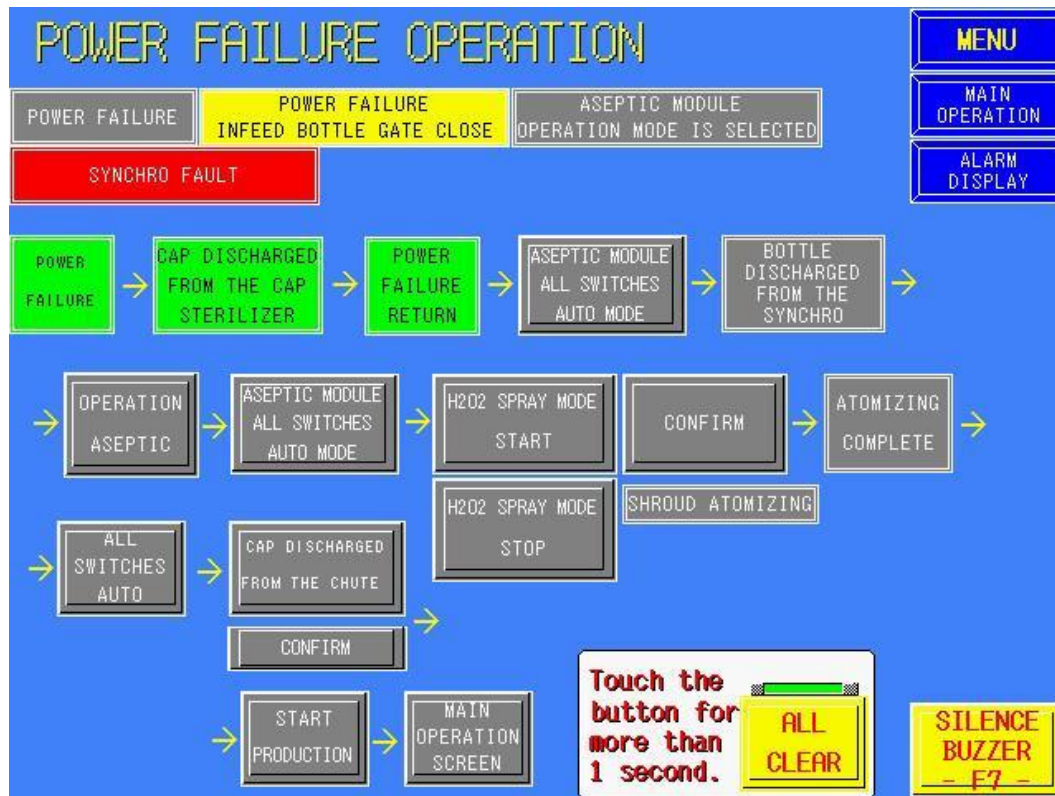 POWER FAILURE OPERATION
MENU
POWER FAILURE
POWER FAILURE
INFEED BOTTLE GATE CLOSE
ASEPTIC MODULE
OPERATION MODE IS SELECTED
MAIN
OPERATION
SYNCHRO FAULT
ALARM
DISPLAY
POWER
FAILURE
CAP DISCHARGED
FROM THE CAP
STERILIZER
POWER
FAILURE
RETURN
ASEPTIC MODULE
ALL SWITCHES
AUTO MODE
BOTTLE
DISCHARGED
FROM THE
SYNCHRO
OPERATION
ASEPTIC
ASEPTIC MODULE
ALL SWITCHES
AUTO MODE
H2O2 SPRAY MODE
START
CONFIRM
ATOMIZING
COMPLETE
H2O2 SPRAY MODE
STOP
SHROUD ATOMIZING
ALL
SWITCHES
AUTO
CAP DISCHARGED
FROM THE CHUTE
CONFIRM
START
PRODUCTION
MAIN
OPERATION
SCREEN
Touch the
button for
more than
1 second.
ALL
CLEAR
SILENCE
BUZZER
- F7 -